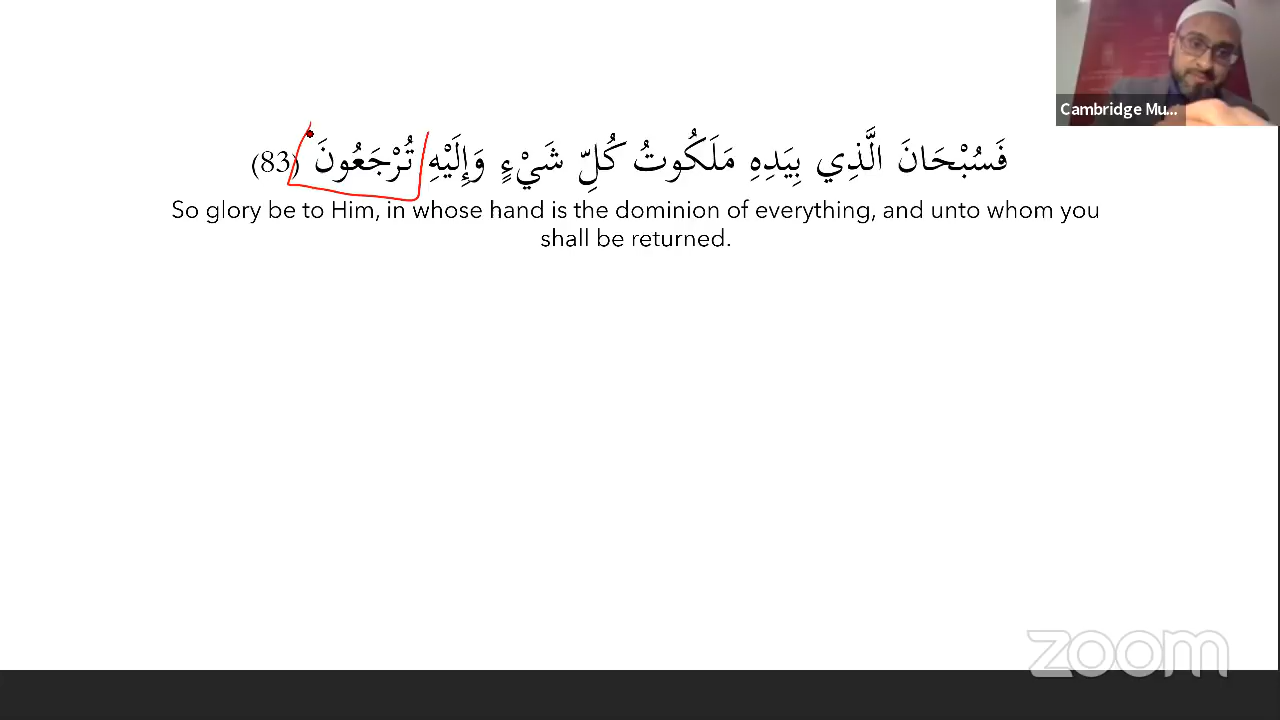 Cambridge Mu...
فَسُبْحَانَ الَّذِي بِيَدِهِ مَلَكُوتُ كُلِّ شَيْءٍ وَإِلَيْهِ تُرْجَعُونَ (83)
So glory be to Him, in whose hand is the dominion of everything, and unto whom you
shall be returned.
zoom